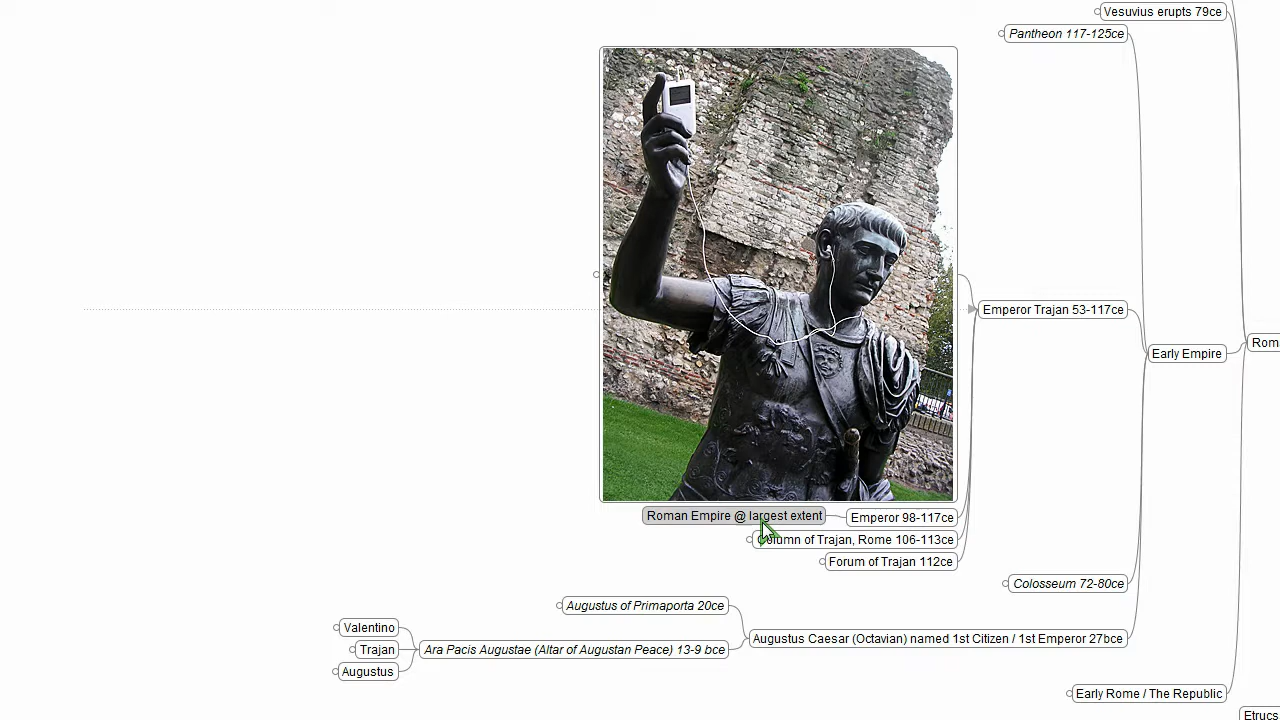 Vesuvius erupts 79ce
Pantheon 117-125ce
Emperor Trajan 53-117ce
Early Empire
Rom
Roman Empire @ largest extent
Emperor 98-117ce
Column of Trajan, Rome 106-113ce
Forum of Trajan 112ce
Colosseum 72-80ce
Augustus of Primaporta 20ce
Valentino
Augustus Caesar (Octavian) named 1st Citizen / 1st Emperor 27bce
Trajan
Ara Pacis Augustae (Altar of Augustan Peace) 13-9 bce
Augustus
Early Rome / The Republic
Etrucs